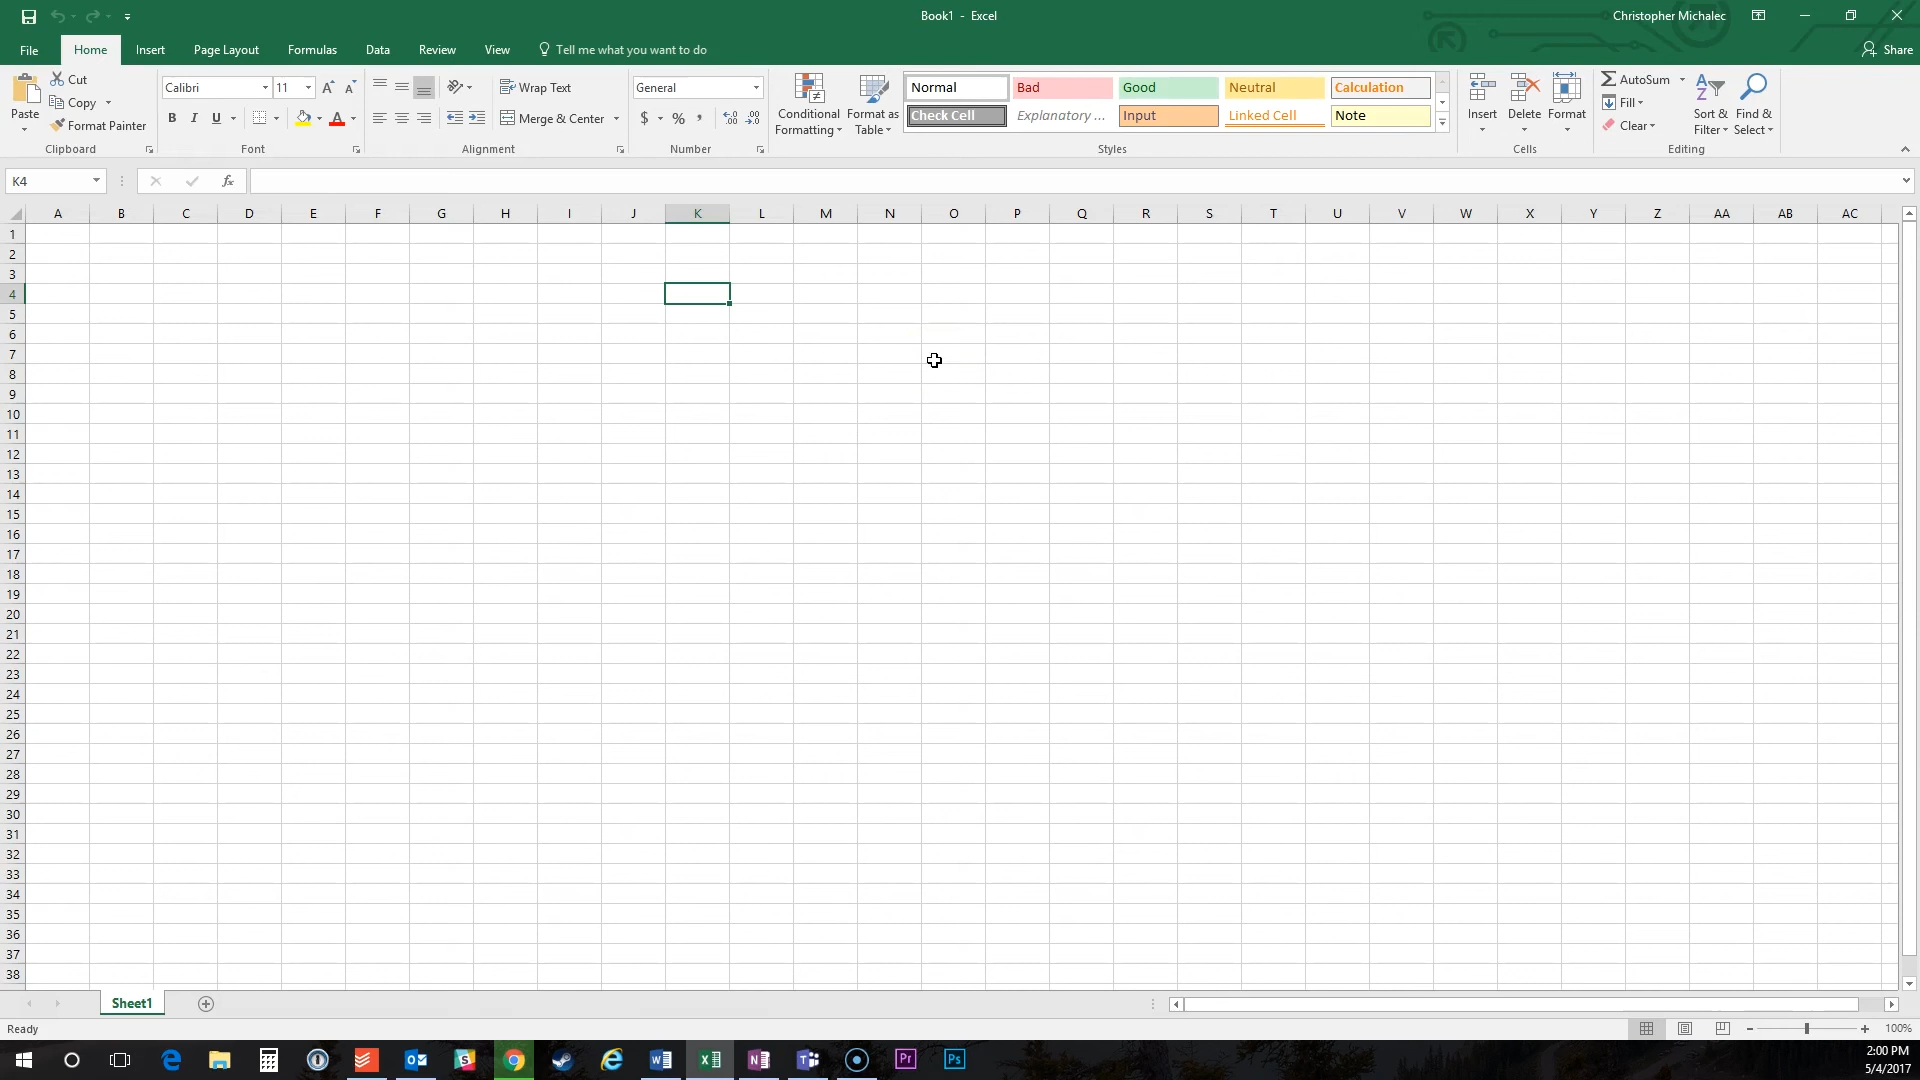 Book1 - Excel
Christopher Michalec
File Home Insert Page Layout Formulas Data Review View Tell me what you want to do
Share
Paste
Cut
Copy
Format Painter
Clipboard
Calibri 11
B I U
Font
Wrap Text
Merge & Center
Alignment
General
$ % ,
Number
Conditional Formatting
Format as Table
Normal Bad Good Neutral Calculation
Check Cell Explanatory ... Input Linked Cell Note
Styles
Insert Delete Format
Cells
AutoSum
Fill
Clear
Sort & Filter
Find & Select
Editing
K4
fx
A B C D E F G H I J K L M N O P Q R S T U V W X Y Z AA AB AC
1
2
3
4
5
6
7
8
9
10
11
12
13
14
15
16
17
18
19
20
21
22
23
24
25
26
27
28
29
30
31
32
33
34
35
36
37
38
Sheet1
Ready
100%
2:00 PM
5/4/2017